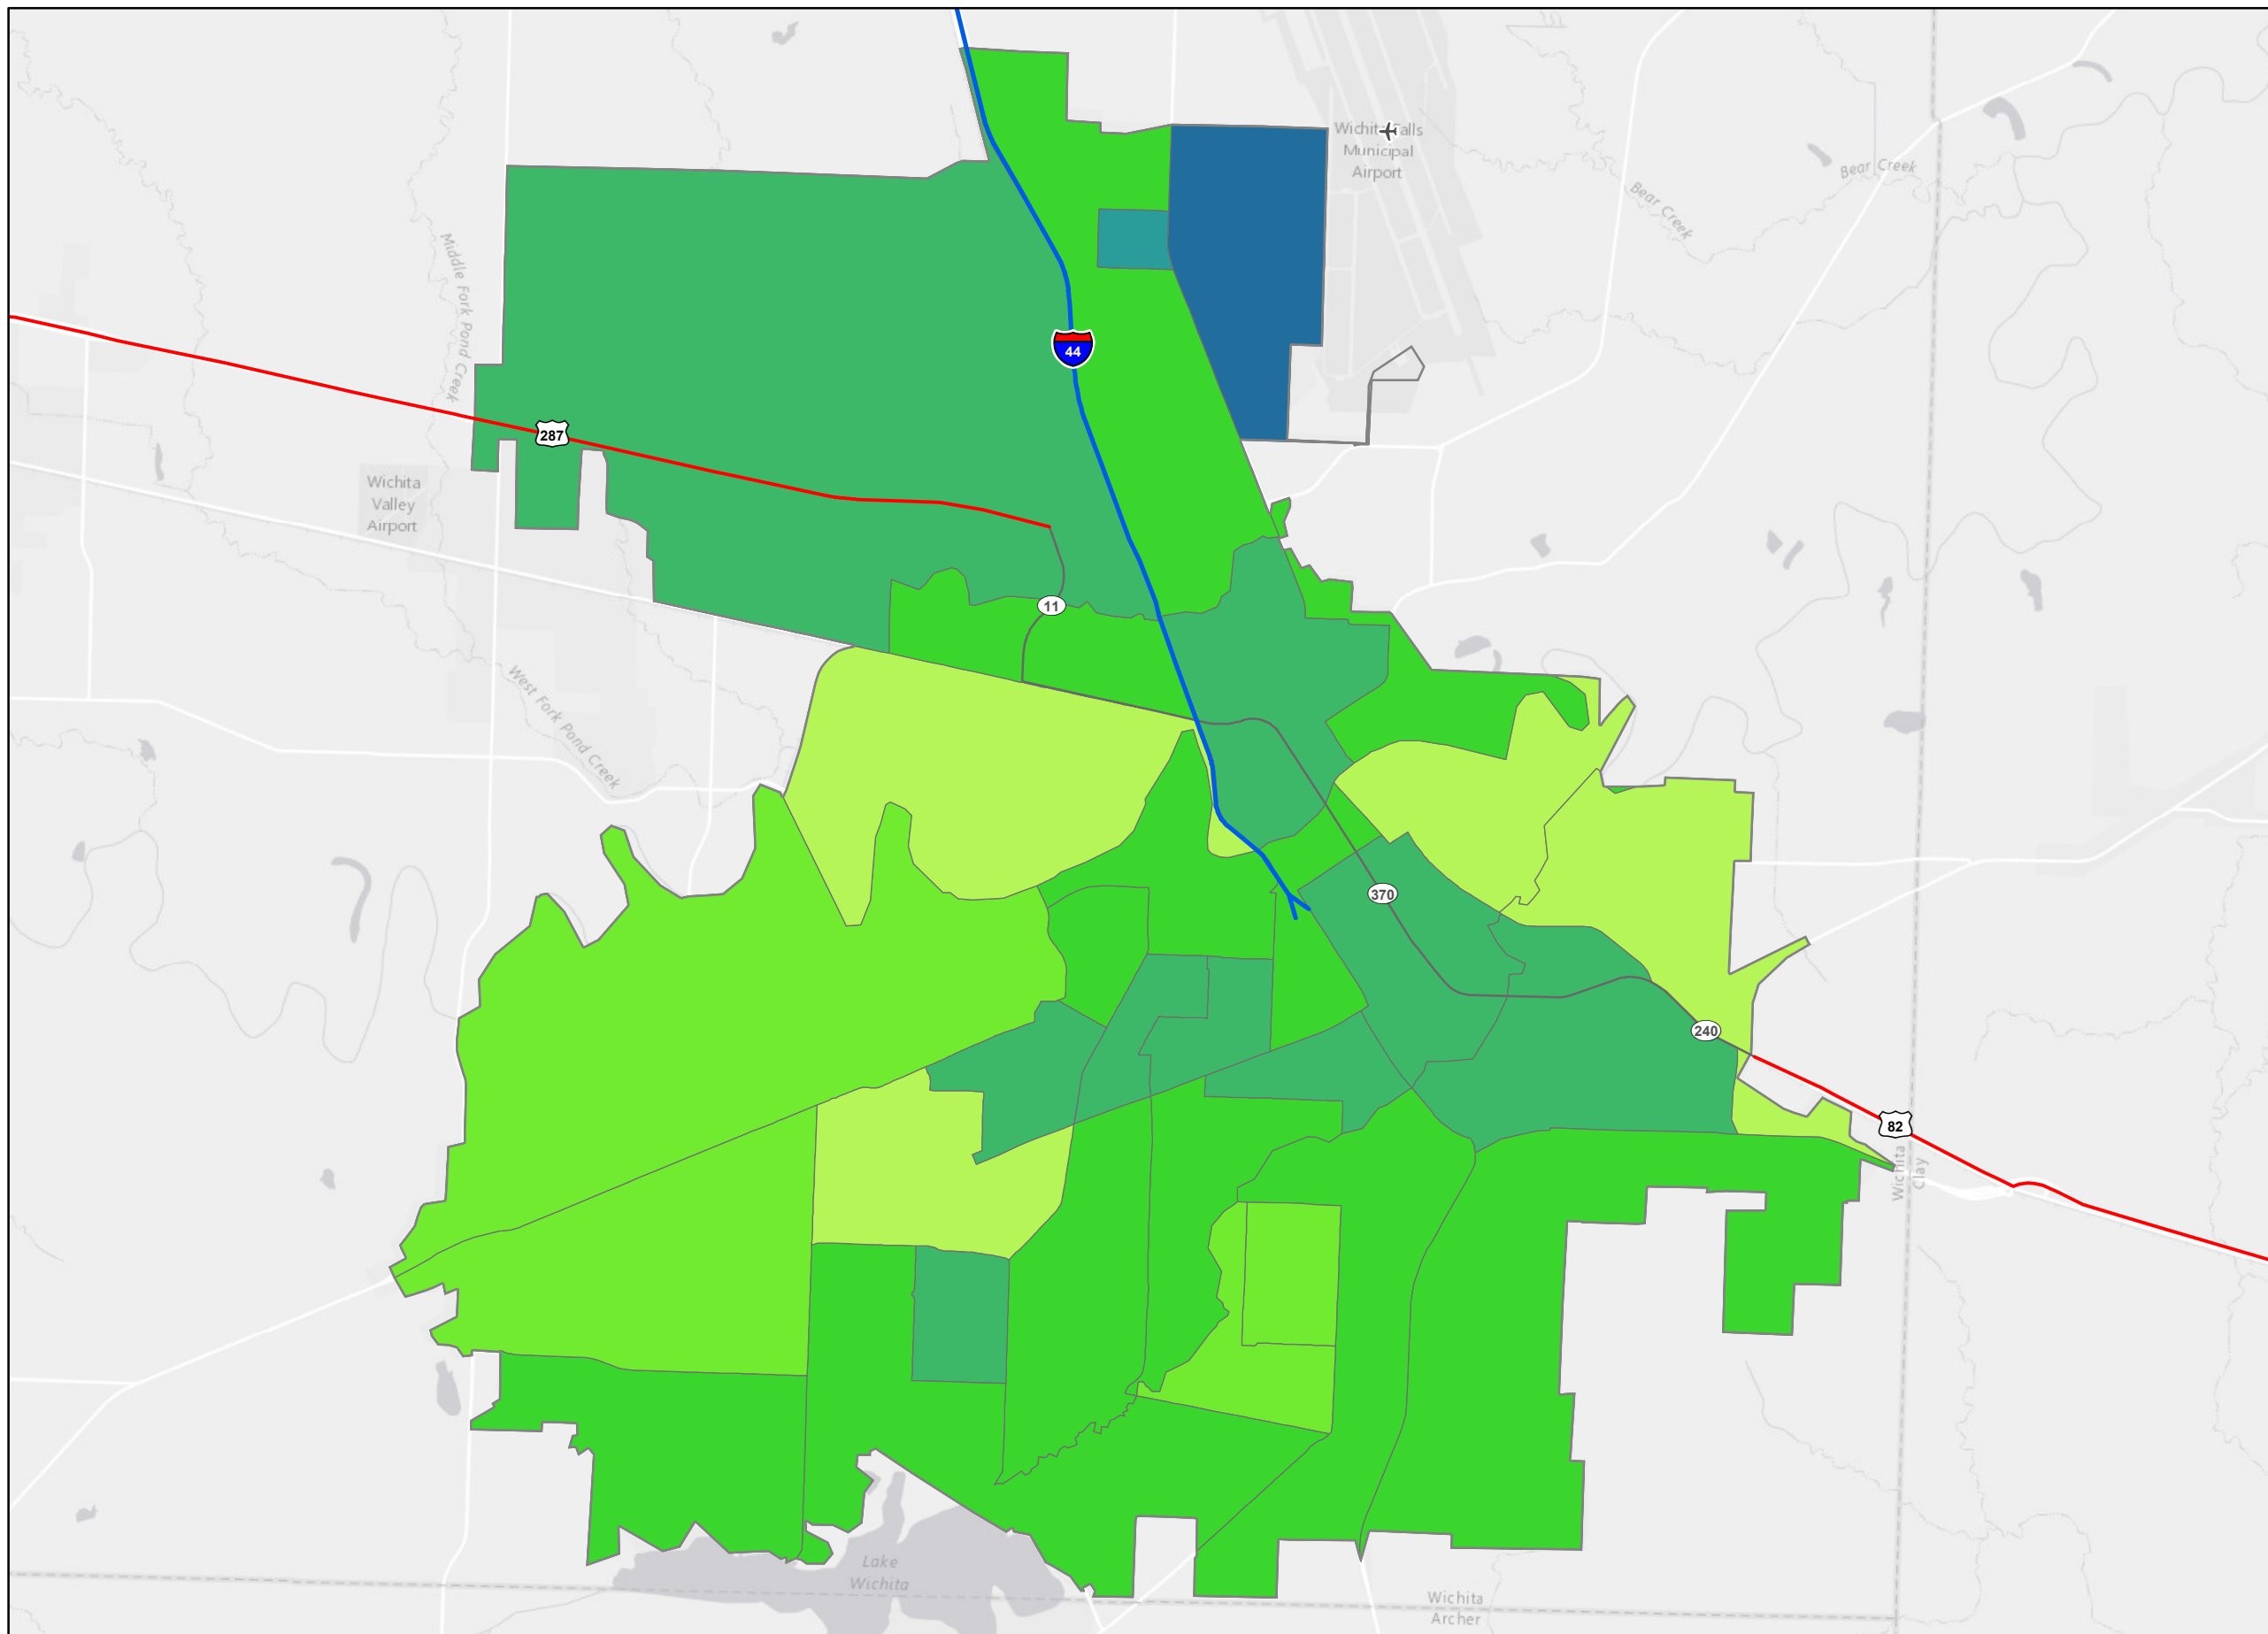 Wichita Falls
Municipal
Airport
Bear Creek
Bear Creek
Middle Fork Pond Creek
44
287
Wichita
Valley
Airport
11
West Fork Pond Creek
370
240
82
Wichita
Clay
Lake
Wichita
Wichita
Archer